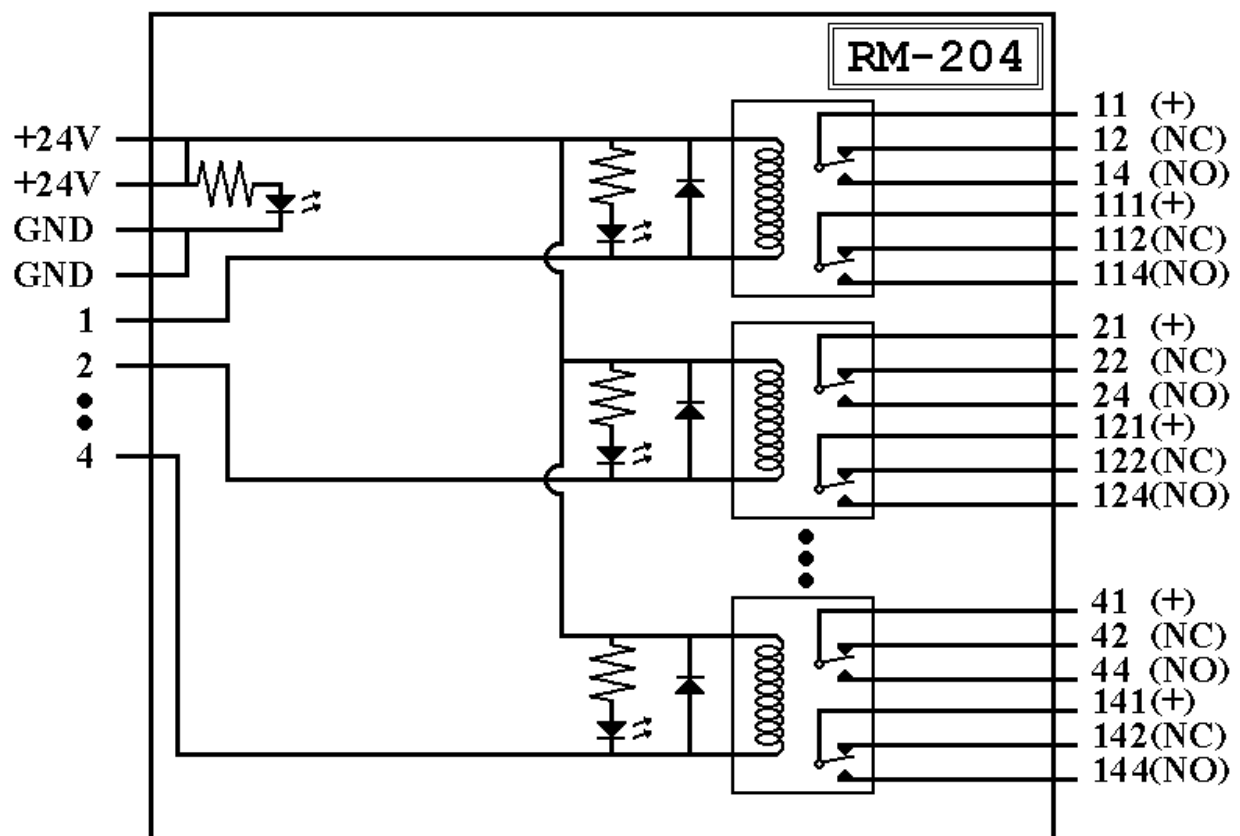 RM-204
+24V
+24V
GND
GND
1
2
4
11 (+)
12 (NC)
14 (NO)
111(+)
112(NC)
114(NO)
21 (+)
22 (NC)
24 (NO)
121(+)
122(NC)
124(NO)
41 (+)
42 (NC)
44 (NO)
141(+)
142(NC)
144(NO)